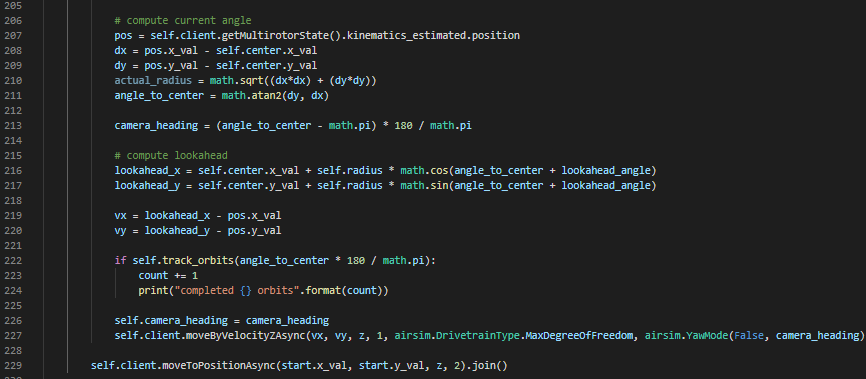 205
206 # compute current angle
207 pos = self.client.getMultirotorState().kinematics_estimated.position
208 dx = pos.x_val - self.center.x_val
209 dy = pos.y_val - self.center.y_val
210 actual_radius = math.sqrt((dx*dx) + (dy*dy))
211 angle_to_center = math.atan2(dy, dx)
212
213 camera_heading = (angle_to_center - math.pi) * 180 / math.pi
214
215 # compute lookahead
216 lookahead_x = self.center.x_val + self.radius * math.cos(angle_to_center + lookahead_angle)
217 lookahead_y = self.center.y_val + self.radius * math.sin(angle_to_center + lookahead_angle)
218
219 vx = lookahead_x - pos.x_val
220 vy = lookahead_y - pos.y_val
221
222 if self.track_orbits(angle_to_center * 180 / math.pi):
223 count += 1
224 print("completed {} orbits".format(count))
225
226 self.camera_heading = camera_heading
227 self.client.moveByVelocityZAsync(vx, vy, z, 1, airsim.DrivetrainType.MaxDegreeOfFreedom, airsim.YawMode(False, camera_heading)
228
229 self.client.moveToPositionAsync(start.x_val, start.y_val, z, 2).join()